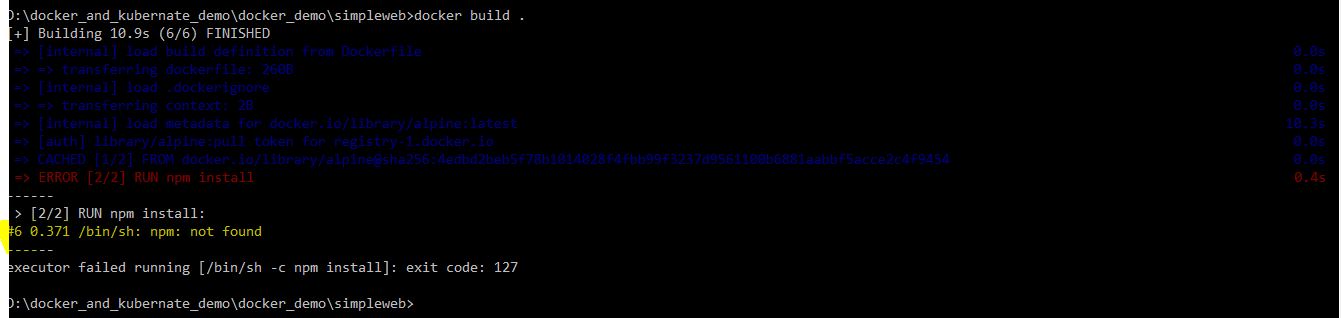 D:\docker_and_kubernate_demo\docker_demo\simpleweb>docker build .
[+] Building 10.9s (6/6) FINISHED
=> [internal] load build definition from Dockerfile 0.0s
=> => transferring dockerfile: 260B 0.0s
=> [internal] load .dockerignore 0.0s
=> => transferring context: 2B 0.0s
=> [internal] load metadata for docker.io/library/alpine:latest 10.3s
=> [auth] library/alpine:pull token for registry-1.docker.io 0.0s
=> CACHED [1/2] FROM docker.io/library/alpine@sha256:4edbd2beb5f78b1014028f4fbb99f3237d9561100b6881aabbf5acce2c4f9454 0.0s
=> ERROR [2/2] RUN npm install 0.4s
------
> [2/2] RUN npm install:
#6 0.371 /bin/sh: npm: not found
------
executor failed running [/bin/sh -c npm install]: exit code: 127
D:\docker_and_kubernate_demo\docker_demo\simpleweb>